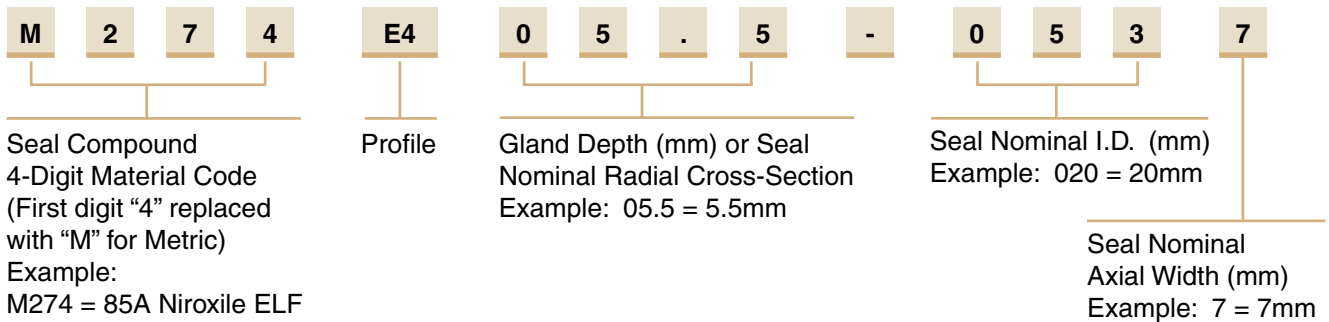 M 2 7 4 E4 0 5 . 5 - 0 5 3 7
Seal Compound
4-Digit Material Code
(First digit “4” replaced
with “M” for Metric)
Example:
M274 = 85A Niroxile ELF
Profile
Gland Depth (mm) or Seal
Nominal Radial Cross-Section
Example: 05.5 = 5.5mm
Seal Nominal I.D. (mm)
Example: 020 = 20mm
Seal Nominal
Axial Width (mm)
Example: 7 = 7mm